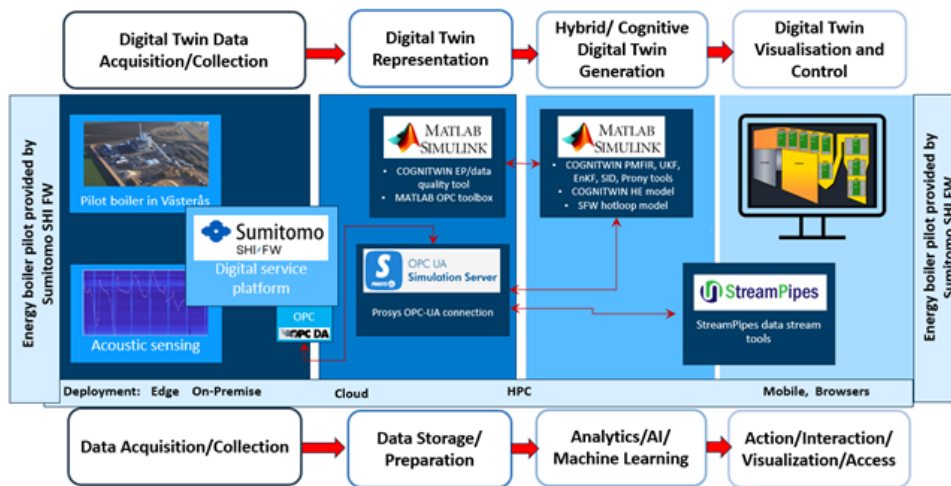 Digital Twin Data
Acquisition/Collection
Digital Twin
Representation
Hybrid/ Cognitive
Digital Twin
Generation
Digital Twin
Visualisation and
Control
Energy boiler pilot provided by
Sumitomo SHI FW
Pilot boiler in Västerås
Sumitomo
SHI FW
Digital service
platform
Acoustic sensing
OPC
OPC DA
MATLAB
SIMULINK
• COGNITWIN EP/data
quality tool
• MATLAB OPC toolbox
S
PROSYS
OPC UA
Simulation Server
Prosys OPC-UA connection
MATLAB
SIMULINK
• COGNITWIN PMFIR, UKF,
EnKF, SID, Prony tools
• COGNITWIN HE model
• SFW hotloop model
StreamPipes
StreamPipes data stream
tools
Energy boiler pilot provided by
Sumitomo SHI FW
Deployment: Edge On-Premise
Cloud
HPC
Mobile, Browsers
Data Acquisition/Collection
Data Storage/
Preparation
Analytics/AI/
Machine Learning
Action/Interaction/
Visualization/Access